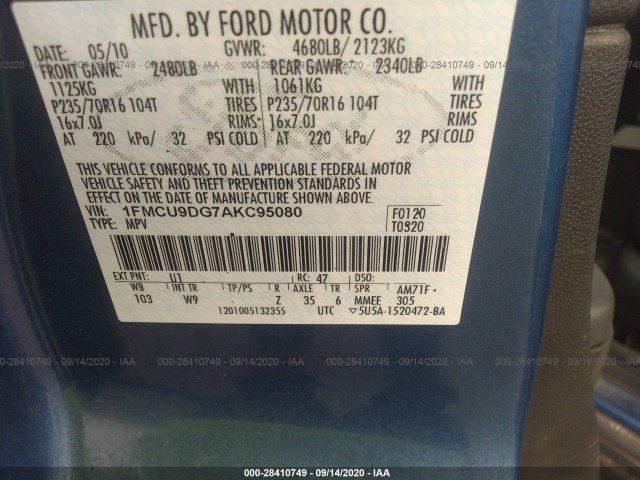 MFD. BY FORD MOTOR CO.
DATE: 05/10 GVWR: 4680LB/ 2123KG
FRONT GAWR: 2480LB REAR GAWR: 2340LB
1125KG WITH 1061KG WITH
P235/70R16 104T TIRES P235/70R16 104T TIRES
16x7.0J RIMS: 16x7.0J RIMS
AT 220 kPa/ 32 PSI COLD AT 220 kPa/ 32 PSI COLD
THIS VEHICLE CONFORMS TO ALL APPLICABLE FEDERAL MOTOR
VEHICLE SAFETY AND THEFT PREVENTION STANDARDS IN
EFFECT ON THE DATE OF MANUFACTURE SHOWN ABOVE.
VIN: 1FMCU9DG7AKC95080 F0120
TYPE: MPV T0320
EXT PNT: U1 RC: 47 DSO:
WB INT TR TP/PS R AXLE TR SPR AM71F
103 W9 Z 35 6 MMEE 305
1201005132355 UTC ▽5U5A-1520472-BA
000-28410749 - 09/14/2020 - IAA